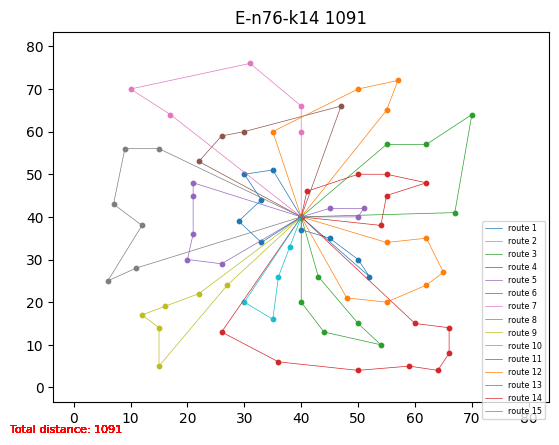 E-n76-k14 1091
80
70
60
50
40
30
20
10
0
route 1
route 2
route 3
route 4
route 5
route 6
route 7
route 8
route 9
route 10
route 11
route 12
route 13
route 14
route 15
0 10 20 30 40 50 60 70 80
Total distance: 1091